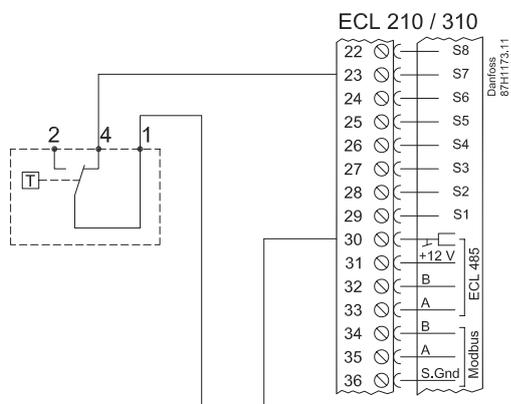 ECL 210 / 310
22 S8
23 S7
24 S6
25 S5
26 S4
27 S3
28 S2
29 S1
30
31 +12 V
32 B
33 A
ECL 485
34 B
35 A
36 S.Gnd
Modbus
Danfoss
87H1173.11
2 4 1
T